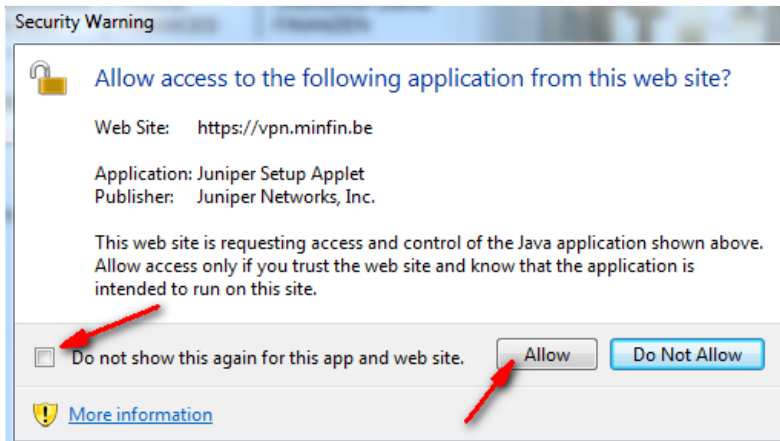 Security Warning
Allow access to the following application from this web site?
Web Site: https://vpn.minfin.be
Application: Juniper Setup Applet
Publisher: Juniper Networks, Inc.
This web site is requesting access and control of the Java application shown above.
Allow access only if you trust the web site and know that the application is
intended to run on this site.
Do not show this again for this app and web site.
Allow
Do Not Allow
More information